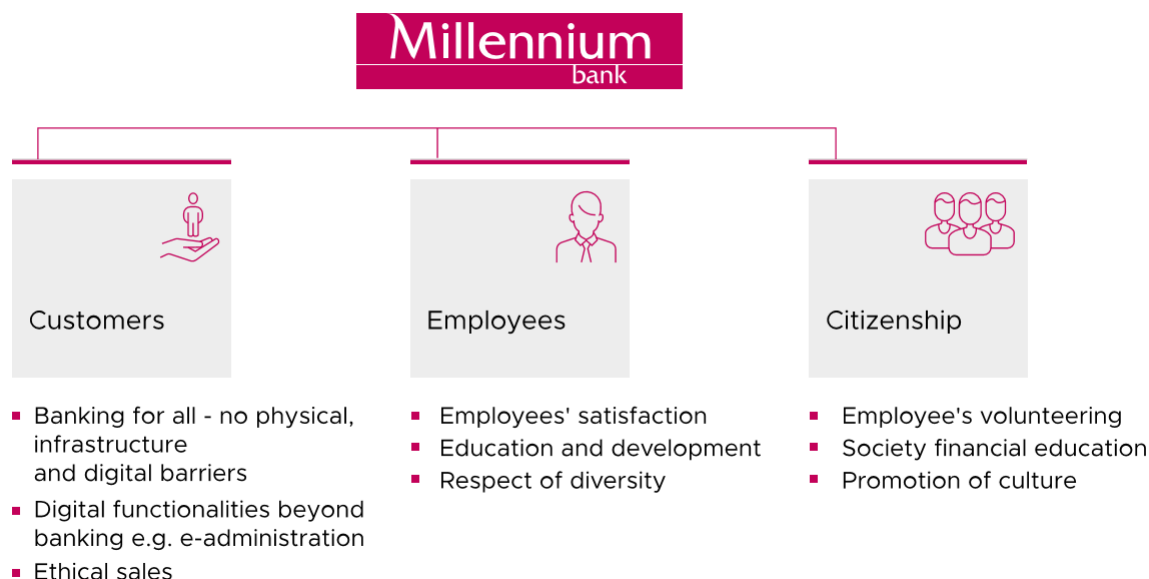 Millennium
bank
Customers
Employees
Citizenship
Banking for all - no physical,
infrastructure
and digital barriers
Digital functionalities beyond
banking e.g. e-administration
Ethical sales
Employees' satisfaction
Education and development
Respect of diversity
Employee's volunteering
Society financial education
Promotion of culture